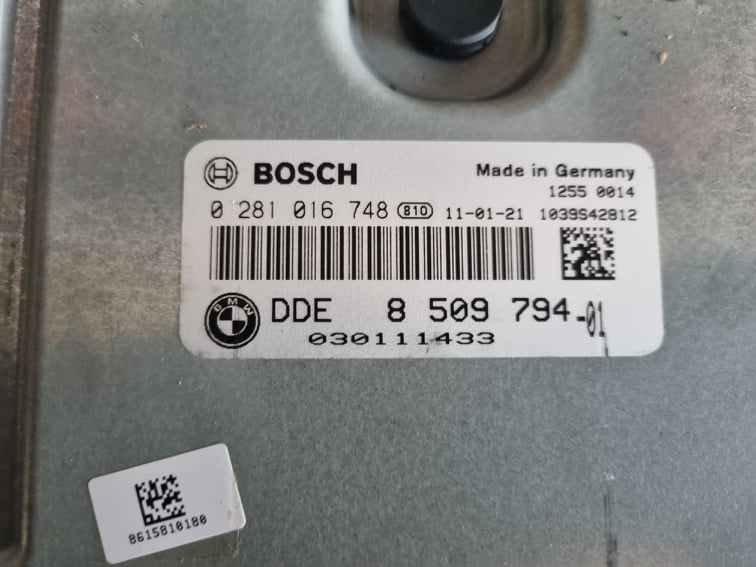 BOSCH Made in Germany
1255 0014
0 281 016 748 810 11-01-21 1039S42812
BMW DDE 8 509 794-01
030111433
8615810180